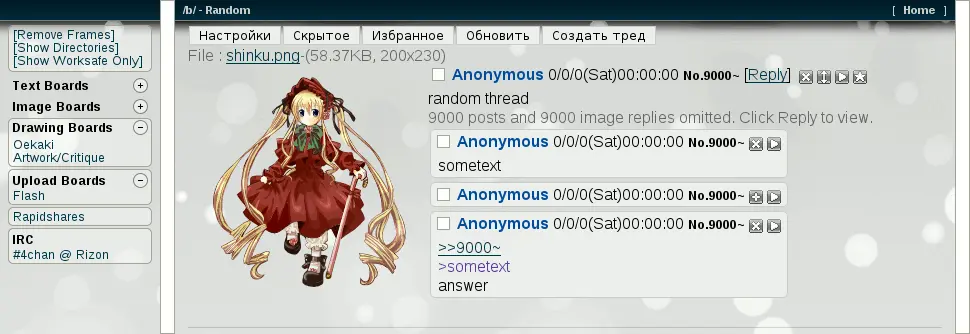 [Remove Frames]
[Show Directories]
[Show Worksafe Only]
Text Boards
Image Boards
Drawing Boards
Oekaki
Artwork/Critique
Upload Boards
Flash
Rapidshares
IRC
#4chan @ Rizon
/b/ - Random
[ Home ]
Настройки Скрытое Избранное Обновить Создать тред
File : shinku.png-(58.37KB, 200x230)
Anonymous 0/0/0(Sat)00:00:00 No.9000~ [Reply]
random thread
9000 posts and 9000 image replies omitted. Click Reply to view.
Anonymous 0/0/0(Sat)00:00:00 No.9000~
sometext
Anonymous 0/0/0(Sat)00:00:00 No.9000~
Anonymous 0/0/0(Sat)00:00:00 No.9000~
>>9000~
>sometext
answer